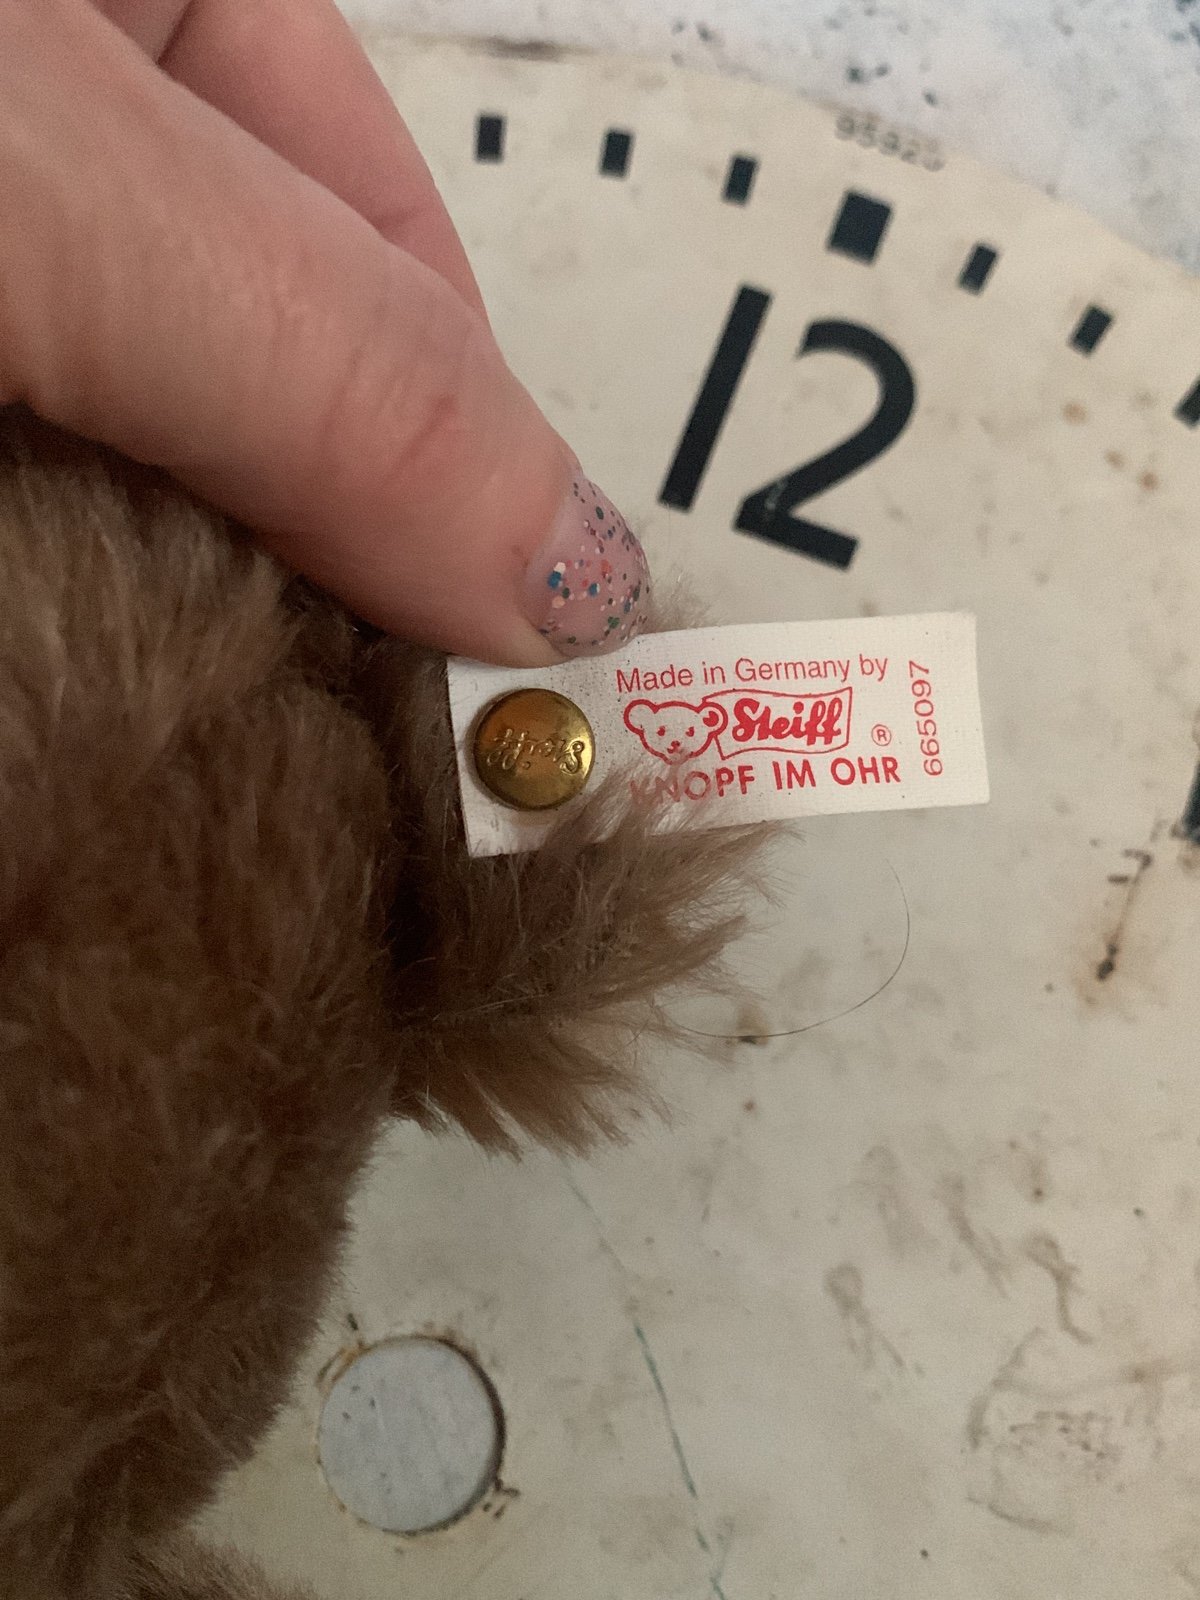 12
Made in Germany by
Steiff ®
KNOPF IM OHR
665097
Steiff